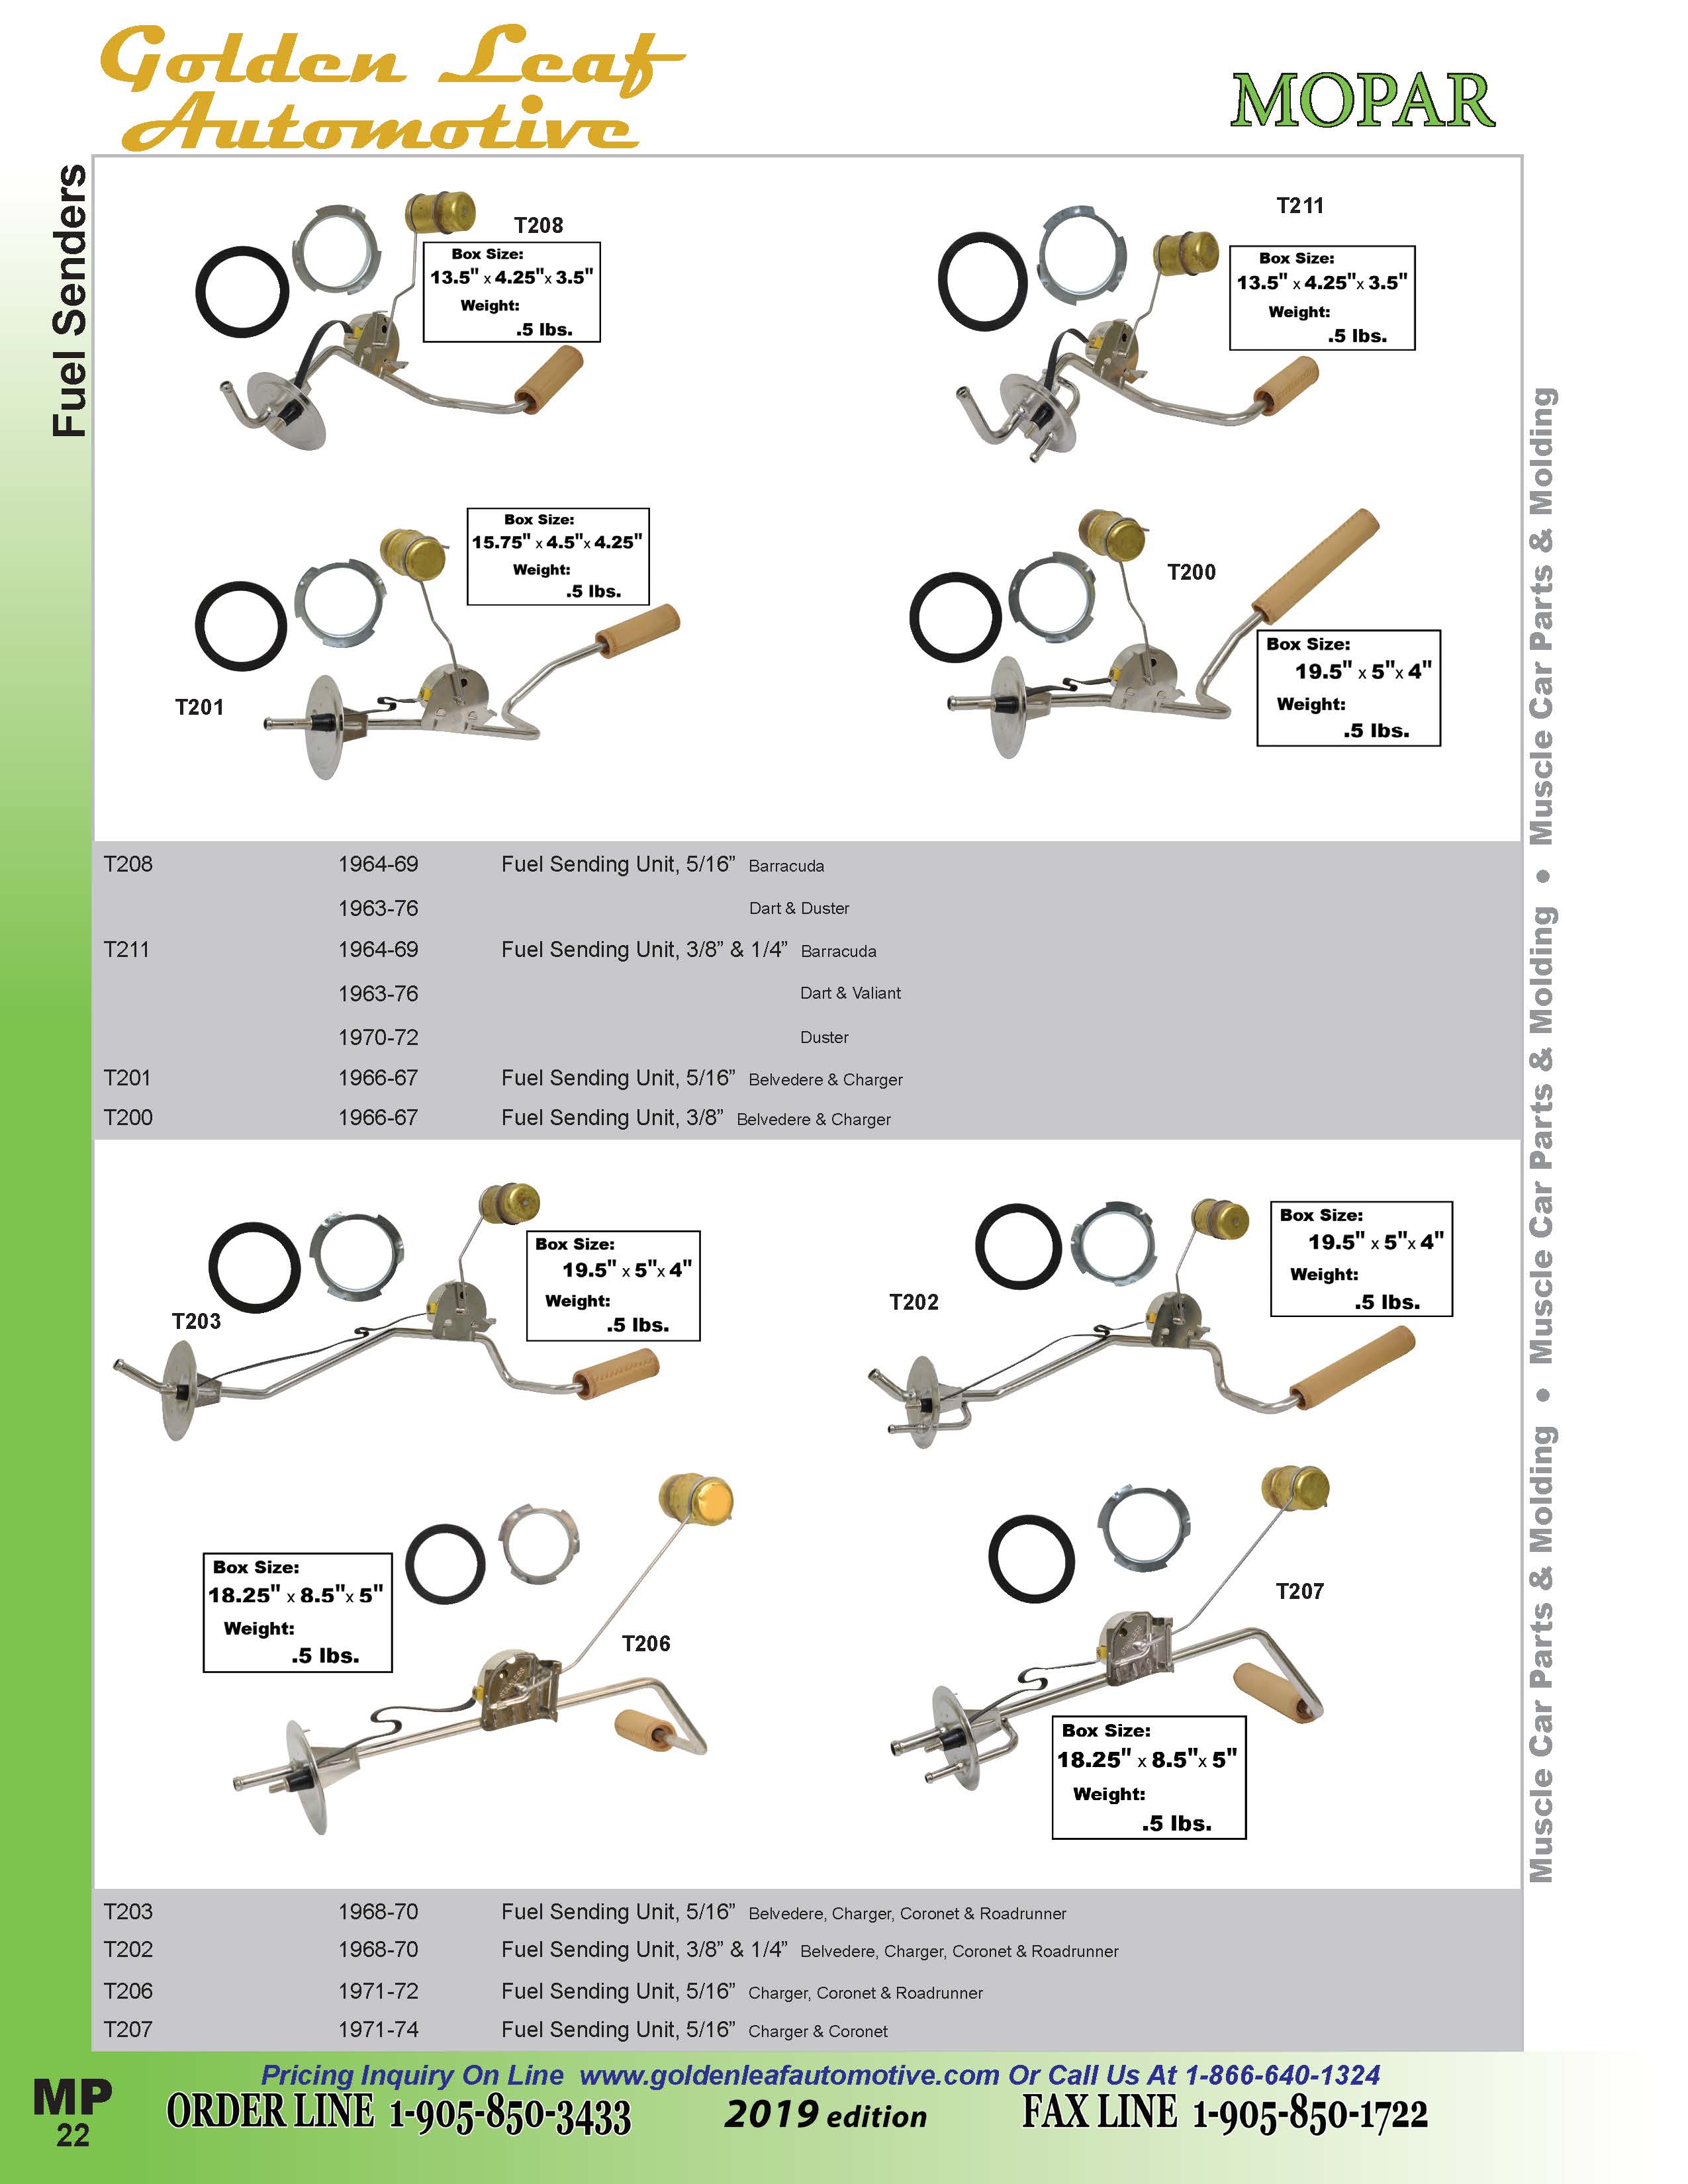 Golden Leaf
Automotive
MOPAR
Fuel Senders
T208
Box Size:
13.5" x 4.25"x 3.5"
Weight:
.5 lbs.
T211
Box Size:
13.5" x 4.25"x 3.5"
Weight:
.5 lbs.
T201
Box Size:
15.75" x 4.5"x 4.25"
Weight:
.5 lbs.
T200
Box Size:
19.5" x 5"x 4"
Weight:
.5 lbs.
T208 1964-69 Fuel Sending Unit, 5/16” Barracuda
1963-76 Dart & Duster
T211 1964-69 Fuel Sending Unit, 3/8” & 1/4” Barracuda
1963-76 Dart & Valiant
1970-72 Duster
T201 1966-67 Fuel Sending Unit, 5/16” Belvedere & Charger
T200 1966-67 Fuel Sending Unit, 3/8” Belvedere & Charger
T203
Box Size:
19.5" x 5"x 4"
Weight:
.5 lbs.
T202
Box Size:
19.5" x 5"x 4"
Weight:
.5 lbs.
Box Size:
18.25" x 8.5"x 5"
Weight:
.5 lbs.
T206
T207
Box Size:
18.25" x 8.5"x 5"
Weight:
.5 lbs.
T203 1968-70 Fuel Sending Unit, 5/16” Belvedere, Charger, Coronet & Roadrunner
T202 1968-70 Fuel Sending Unit, 3/8” & 1/4” Belvedere, Charger, Coronet & Roadrunner
T206 1971-72 Fuel Sending Unit, 5/16” Charger, Coronet & Roadrunner
T207 1971-74 Fuel Sending Unit, 5/16” Charger & Coronet
Muscle Car Parts & Molding • Muscle Car Parts & Molding • Muscle Car Parts & Molding
Pricing Inquiry On Line www.goldenleafautomotive.com Or Call Us At 1-866-640-1324
MP
22
ORDER LINE 1-905-850-3433 2019 edition FAX LINE 1-905-850-1722